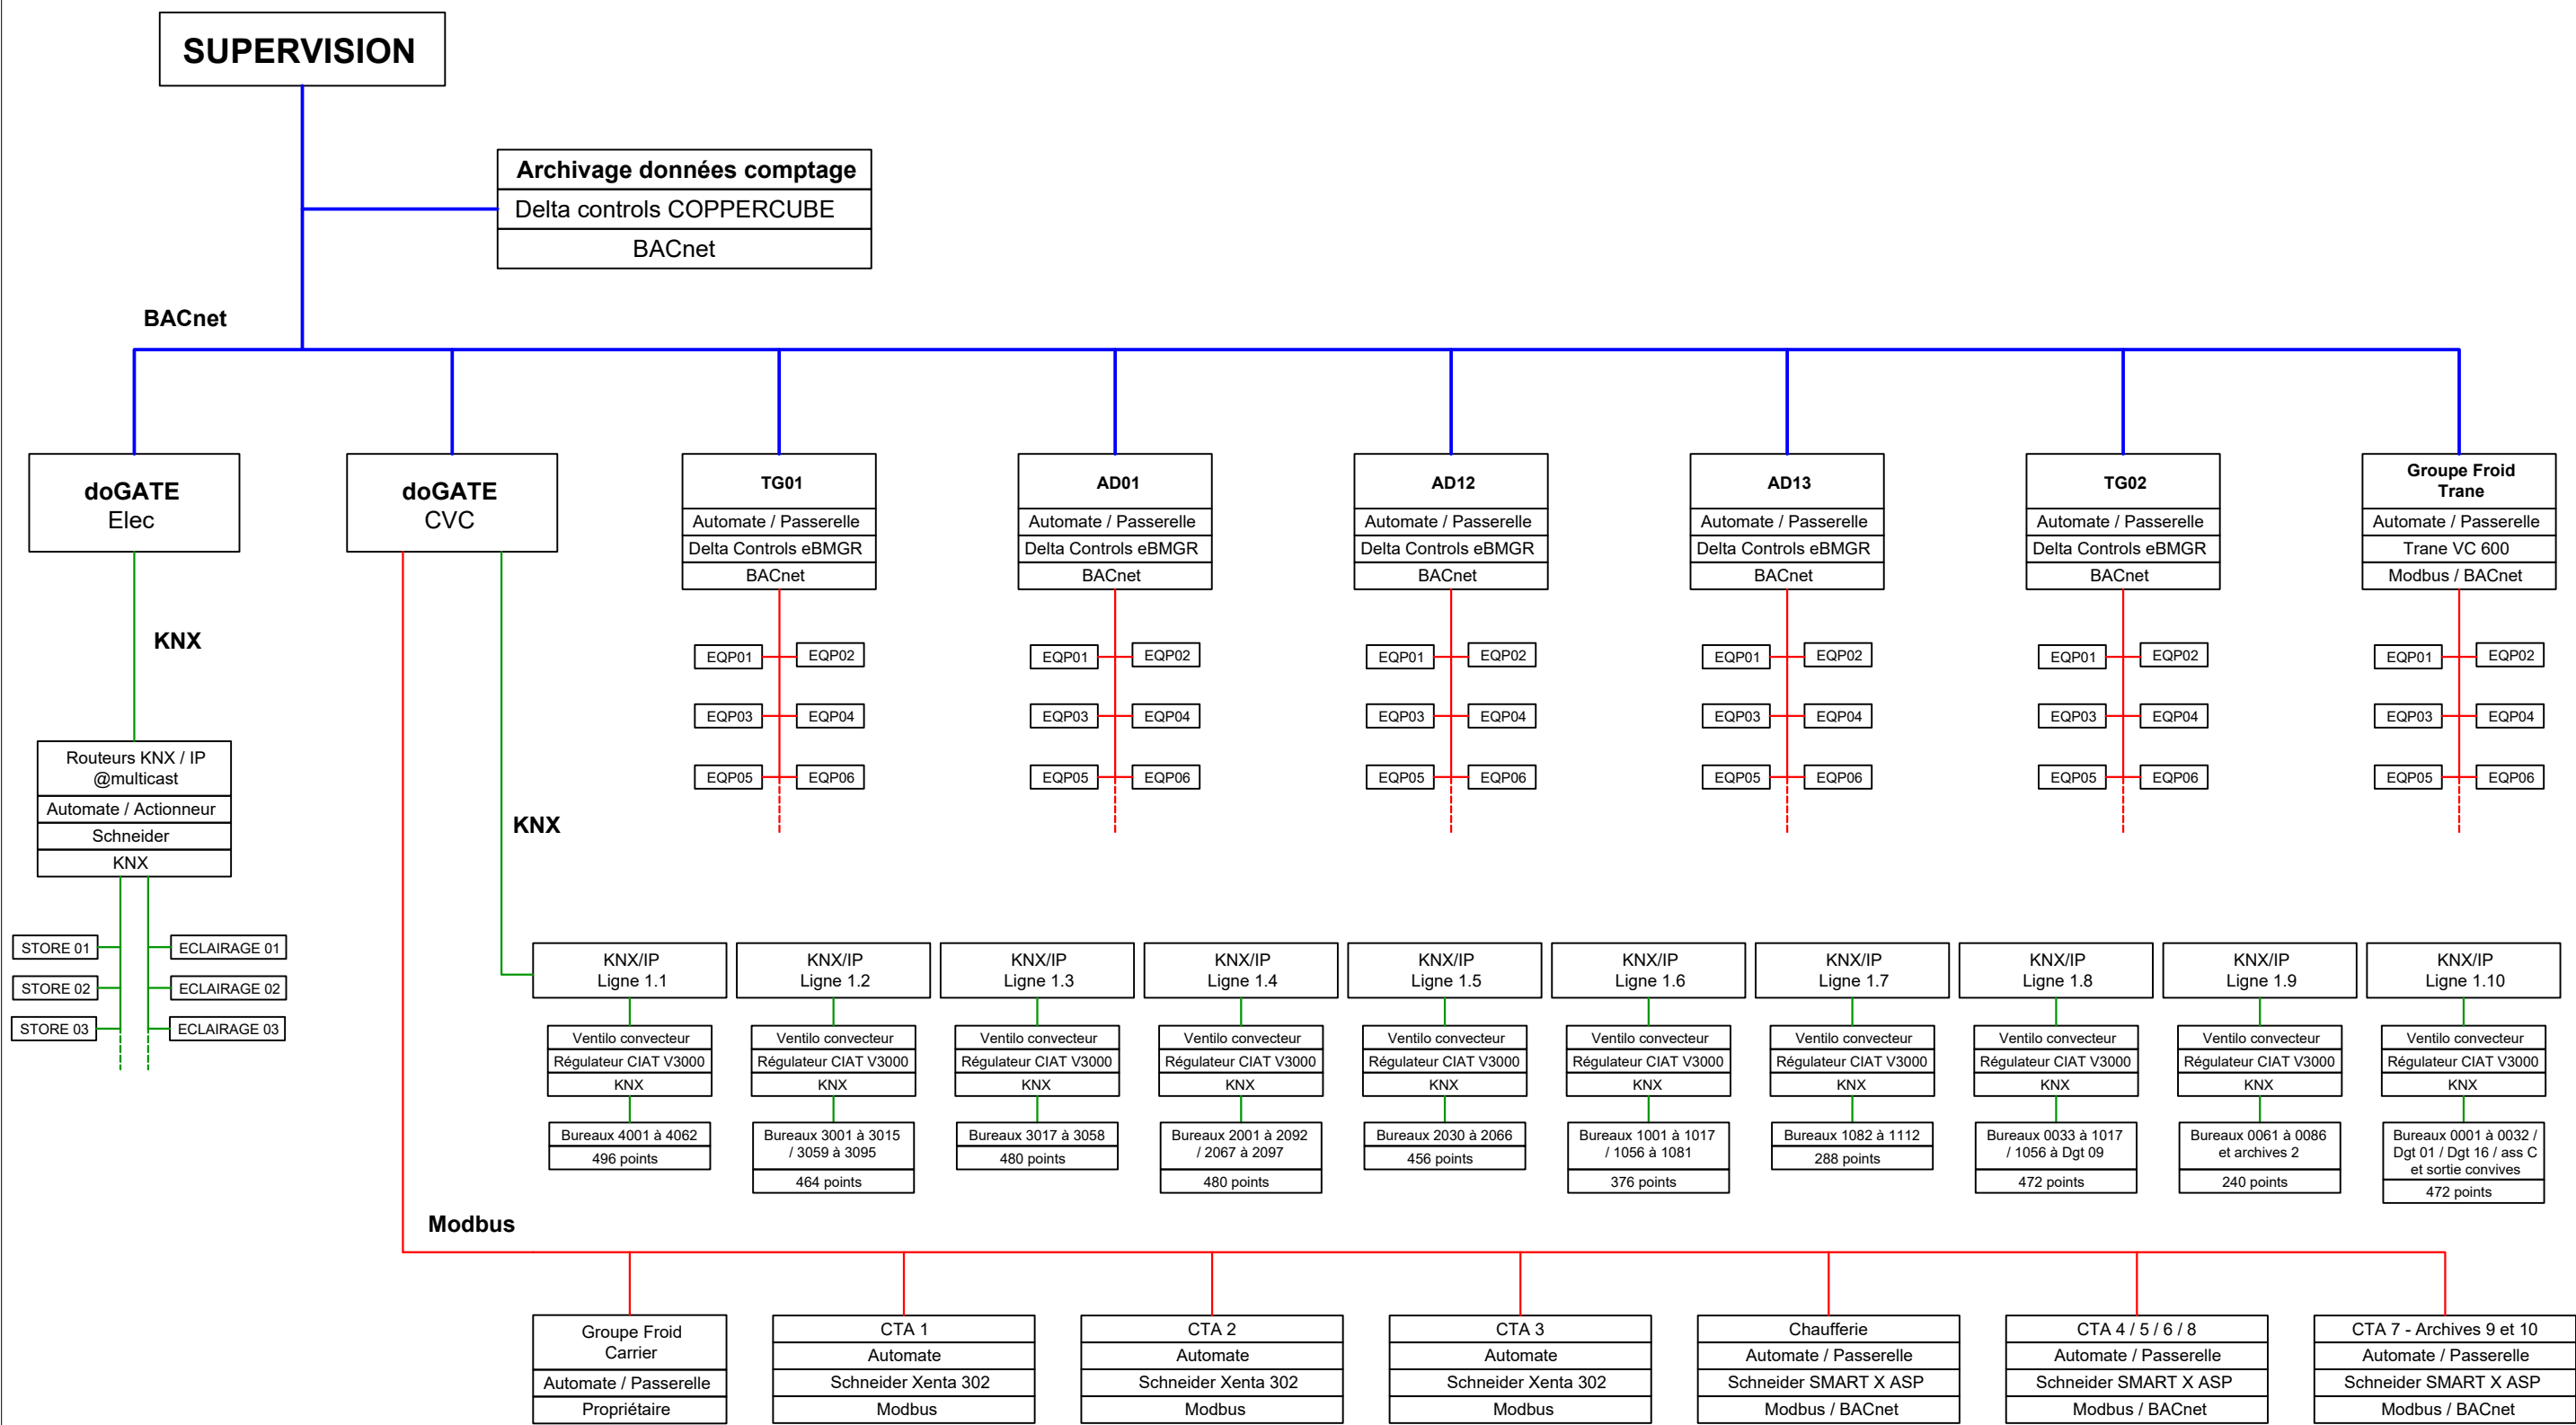 SUPERVISION
Archivage données comptage
Delta controls COPPERCUBE
BACnet
BACnet
doGATE
Elec
doGATE
CVC
TG01
Automate / Passerelle
Delta Controls eBMGR
BACnet
AD01
Automate / Passerelle
Delta Controls eBMGR
BACnet
AD12
Automate / Passerelle
Delta Controls eBMGR
BACnet
AD13
Automate / Passerelle
Delta Controls eBMGR
BACnet
TG02
Automate / Passerelle
Delta Controls eBMGR
BACnet
Groupe Froid
Trane
Automate / Passerelle
Trane VC 600
Modbus / BACnet
EQP01
EQP02
EQP03
EQP04
EQP05
EQP06
EQP01
EQP02
EQP03
EQP04
EQP05
EQP06
EQP01
EQP02
EQP03
EQP04
EQP05
EQP06
EQP01
EQP02
EQP03
EQP04
EQP05
EQP06
EQP01
EQP02
EQP03
EQP04
EQP05
EQP06
EQP01
EQP02
EQP03
EQP04
EQP05
EQP06
KNX
Routeurs KNX / IP
@multicast
Automate / Actionneur
Schneider
KNX
STORE 01
ECLAIRAGE 01
STORE 02
ECLAIRAGE 02
STORE 03
ECLAIRAGE 03
KNX
KNX/IP
Ligne 1.1
Ventilo convecteur
Régulateur CIAT V3000
KNX
Bureaux 4001 à 4062
496 points
KNX/IP
Ligne 1.2
Ventilo convecteur
Régulateur CIAT V3000
KNX
Bureaux 3001 à 3015
/ 3059 à 3095
464 points
KNX/IP
Ligne 1.3
Ventilo convecteur
Régulateur CIAT V3000
KNX
Bureaux 3017 à 3058
480 points
KNX/IP
Ligne 1.4
Ventilo convecteur
Régulateur CIAT V3000
KNX
Bureaux 2001 à 2092
/ 2067 à 2097
480 points
KNX/IP
Ligne 1.5
Ventilo convecteur
Régulateur CIAT V3000
KNX
Bureaux 2030 à 2066
456 points
KNX/IP
Ligne 1.6
Ventilo convecteur
Régulateur CIAT V3000
KNX
Bureaux 1001 à 1017
/ 1056 à 1081
376 points
KNX/IP
Ligne 1.7
Ventilo convecteur
Régulateur CIAT V3000
KNX
Bureaux 1082 à 1112
288 points
KNX/IP
Ligne 1.8
Ventilo convecteur
Régulateur CIAT V3000
KNX
Bureaux 0033 à 1017
/ 1056 à Dgt 09
472 points
KNX/IP
Ligne 1.9
Ventilo convecteur
Régulateur CIAT V3000
KNX
Bureaux 0061 à 0086
et archives 2
240 points
KNX/IP
Ligne 1.10
Ventilo convecteur
Régulateur CIAT V3000
KNX
Bureaux 0001 à 0032 /
Dgt 01 / Dgt 16 / ass C
et sortie convives
472 points
Modbus
Groupe Froid
Carrier
Automate / Passerelle
Propriétaire
CTA 1
Automate
Schneider Xenta 302
Modbus
CTA 2
Automate
Schneider Xenta 302
Modbus
CTA 3
Automate
Schneider Xenta 302
Modbus
Chaufferie
Automate / Passerelle
Schneider SMART X ASP
Modbus / BACnet
CTA 4 / 5 / 6 / 8
Automate / Passerelle
Schneider SMART X ASP
Modbus / BACnet
CTA 7 - Archives 9 et 10
Automate / Passerelle
Schneider SMART X ASP
Modbus / BACnet